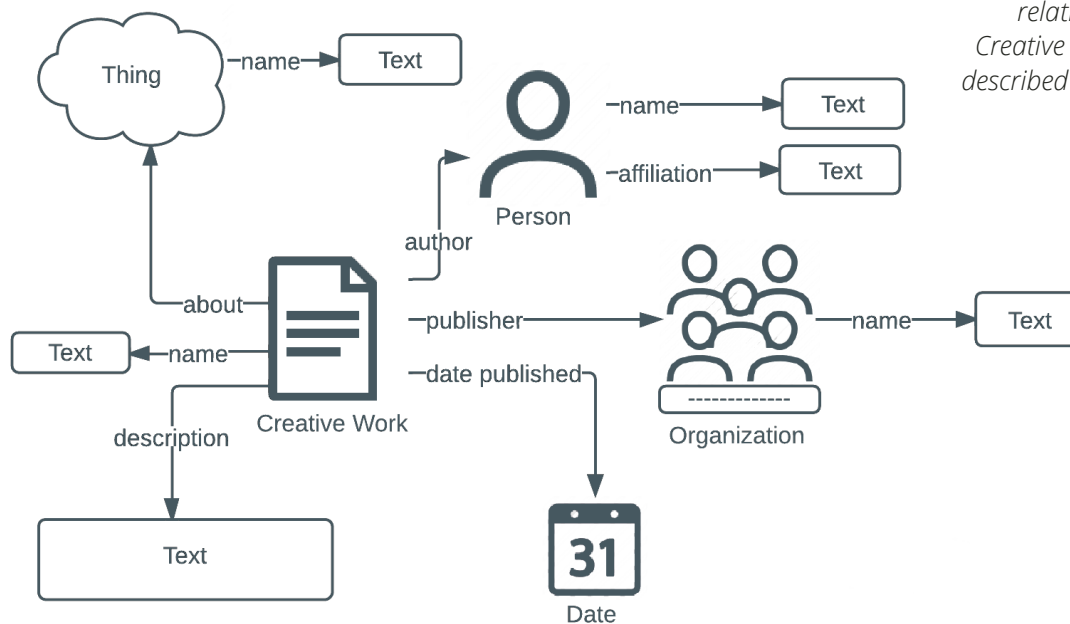 relat
Creative
described
Thing
name
Text
name
Text
affiliation
Text
Person
author
about
publisher
name
Text
Text
name
date published
Creative Work
description
Organization
Text
31
Date